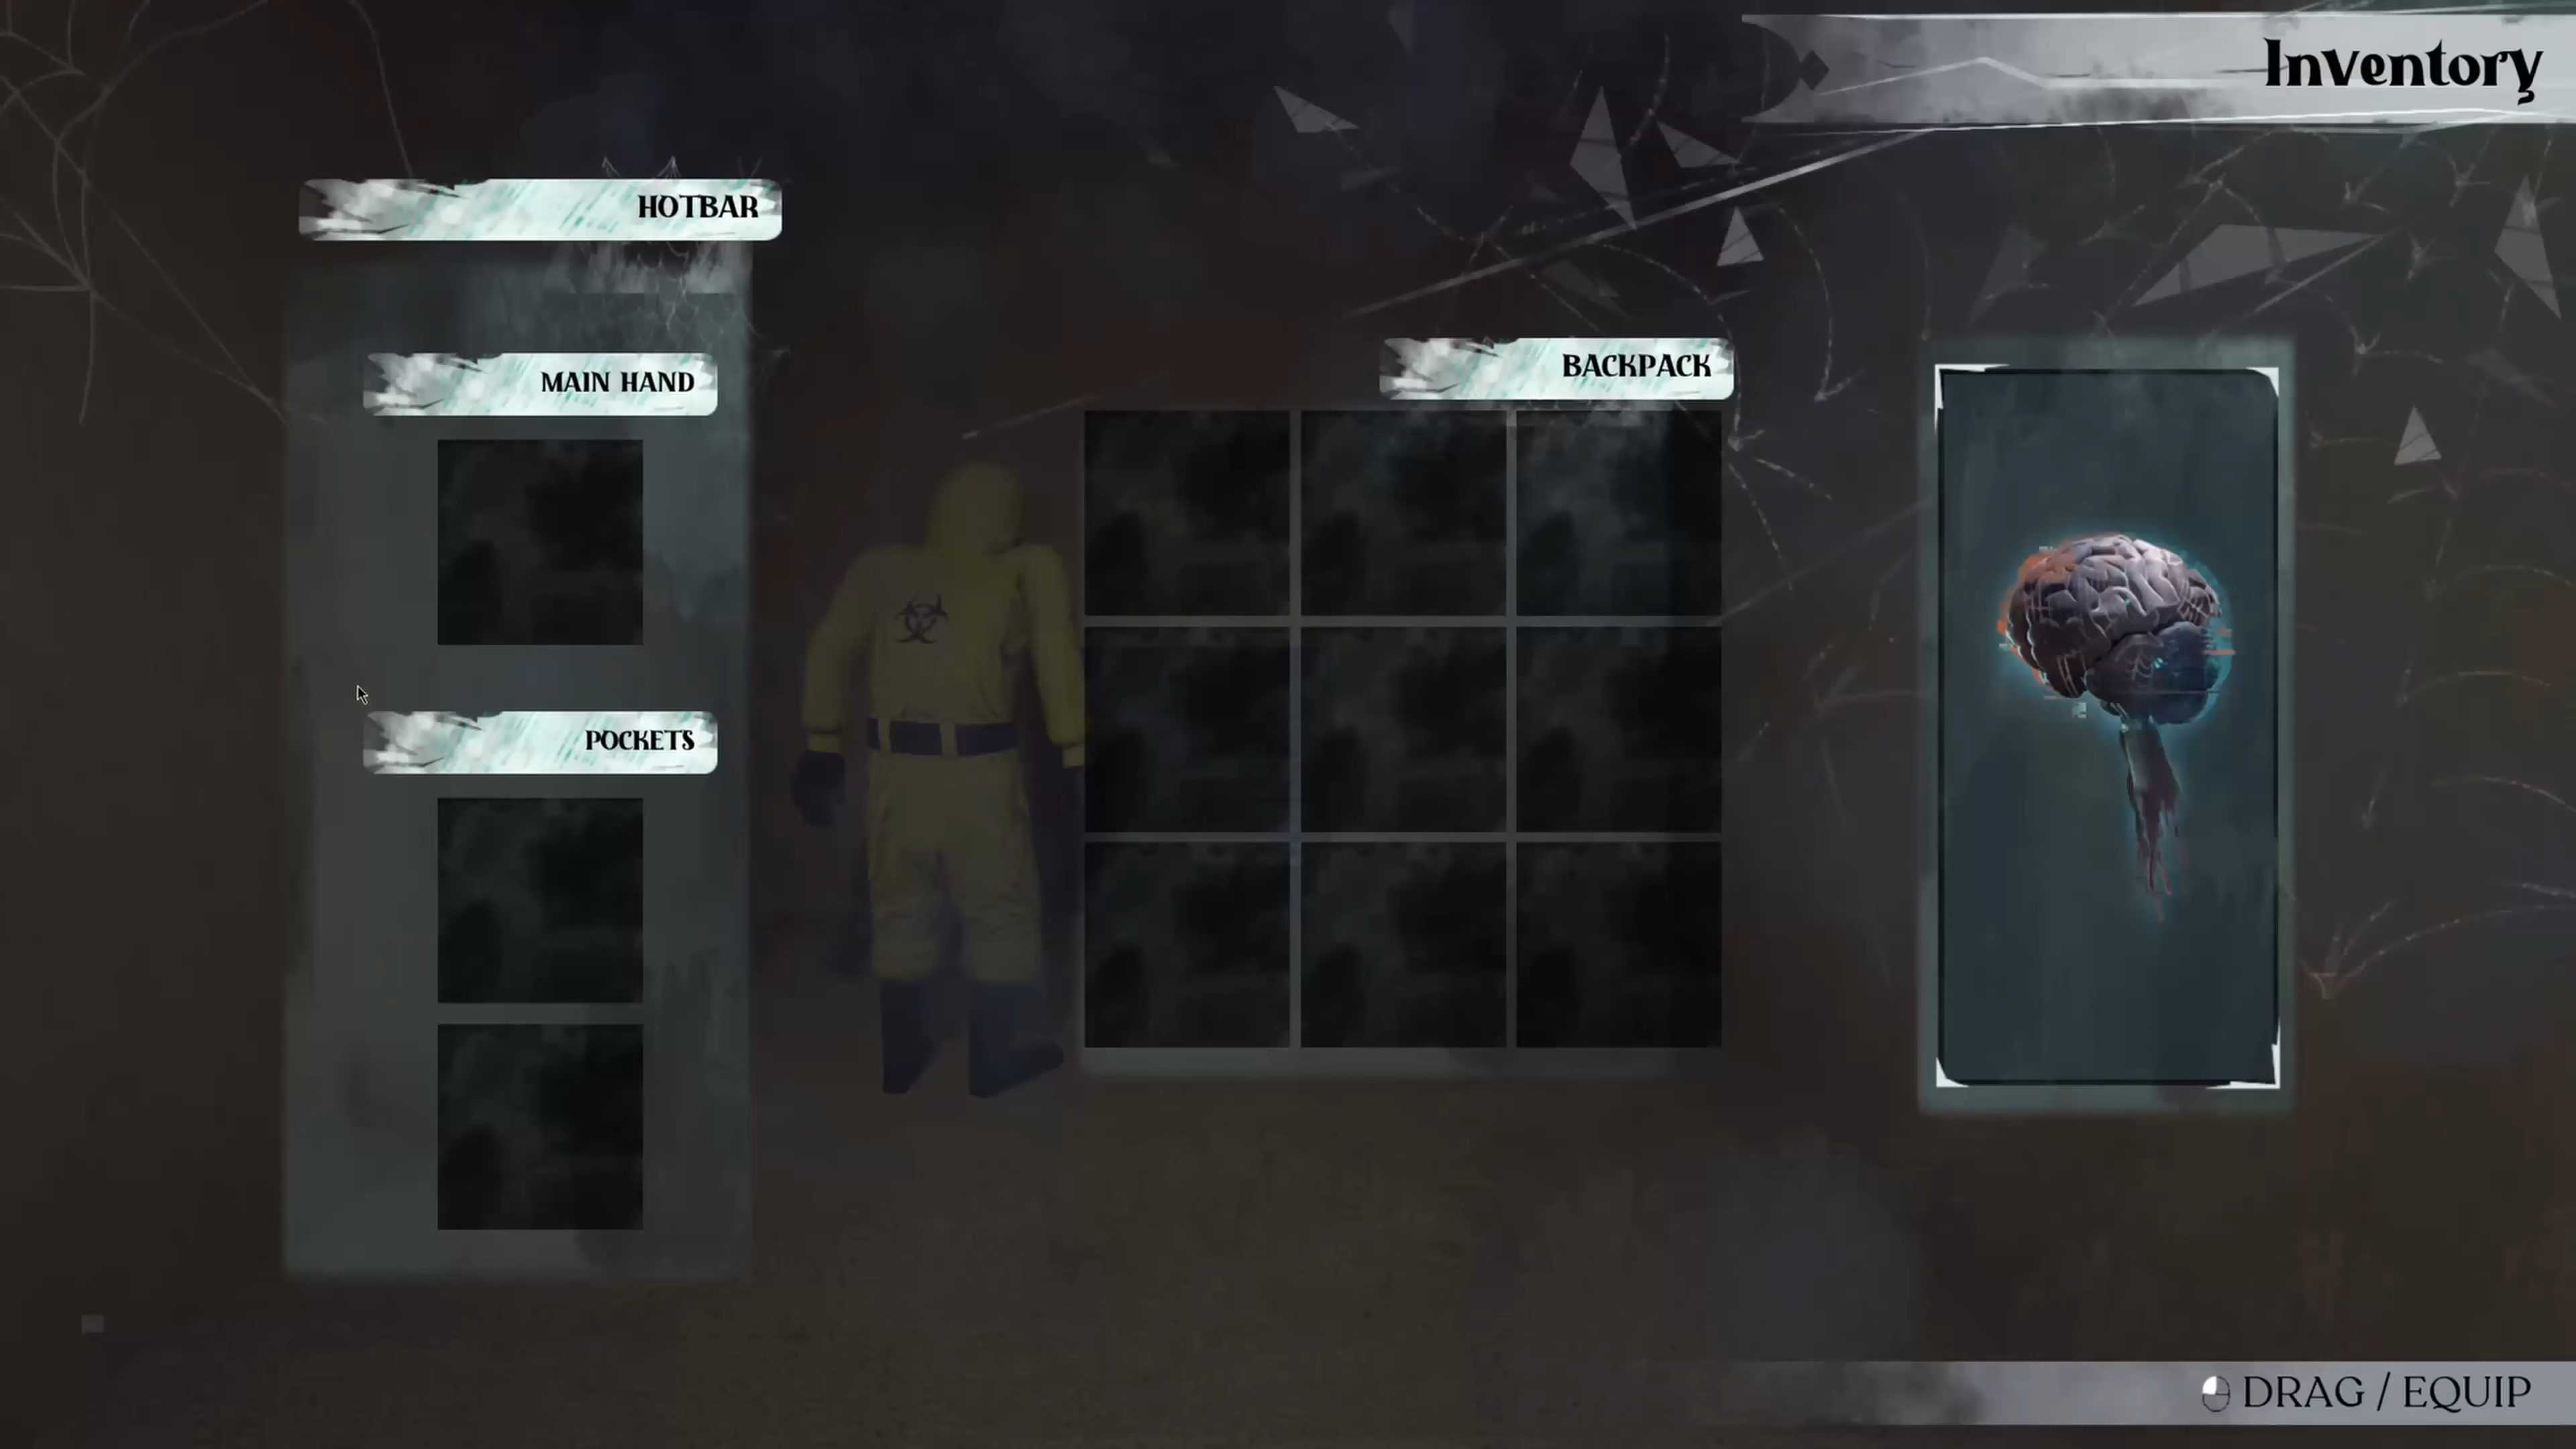 Inventory
HOTBAR
MAIN HAND
BACKPACK
POCKETS
DRAG / EQUIP